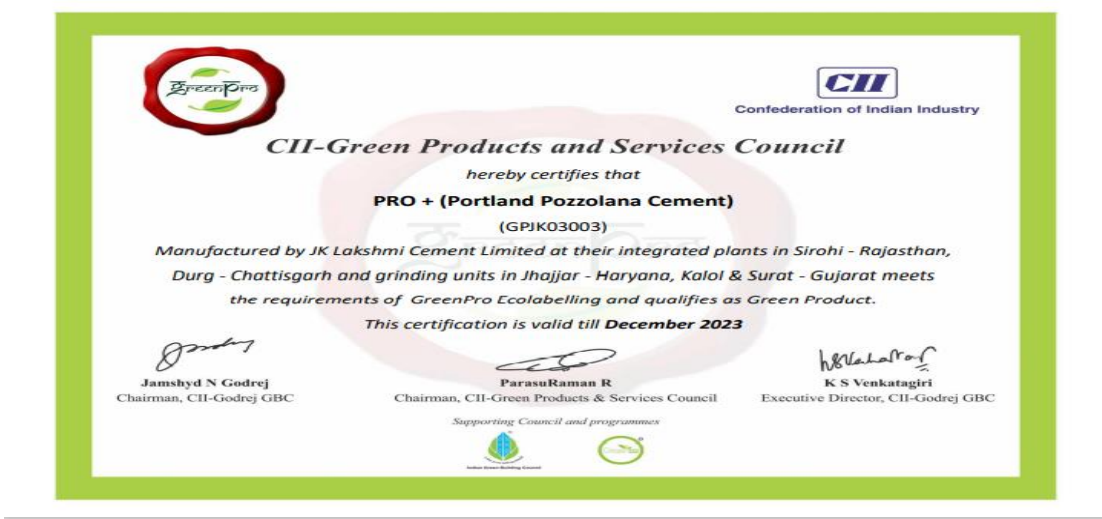 GreenPro
CII
Confederation of Indian Industry
CII-Green Products and Services Council
hereby certifies that
PRO + (Portland Pozzolana Cement)
(GPJK03003)
Manufactured by JK Lakshmi Cement Limited at their integrated plants in Sirohi - Rajasthan,
Durg - Chattisgarh and grinding units in Jhajjar - Haryana, Kalol & Surat - Gujarat meets
the requirements of GreenPro Ecolabelling and qualifies as Green Product.
This certification is valid till December 2023
Jamshyd N Godrej
Chairman, CII-Godrej GBC
ParasuRaman R
Chairman, CII-Green Products & Services Council
K S Venkatagiri
Executive Director, CII-Godrej GBC
Supporting Council and programmes
Indian Green Building Council